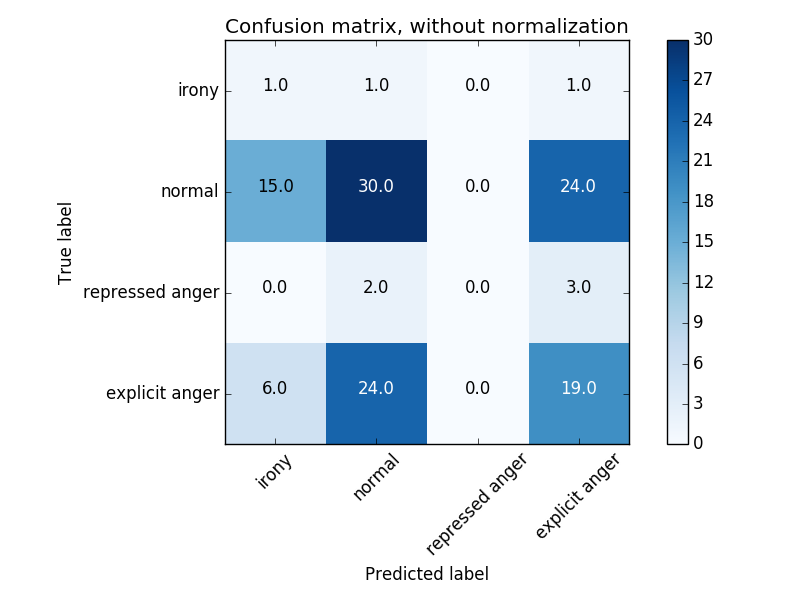 Confusion matrix, without normalization
irony 1.0 1.0 0.0 1.0
normal 15.0 30.0 0.0 24.0
repressed anger 0.0 2.0 0.0 3.0
explicit anger 6.0 24.0 0.0 19.0
irony normal repressed anger explicit anger
True label
Predicted label
30
27
24
21
18
15
12
9
6
3
0